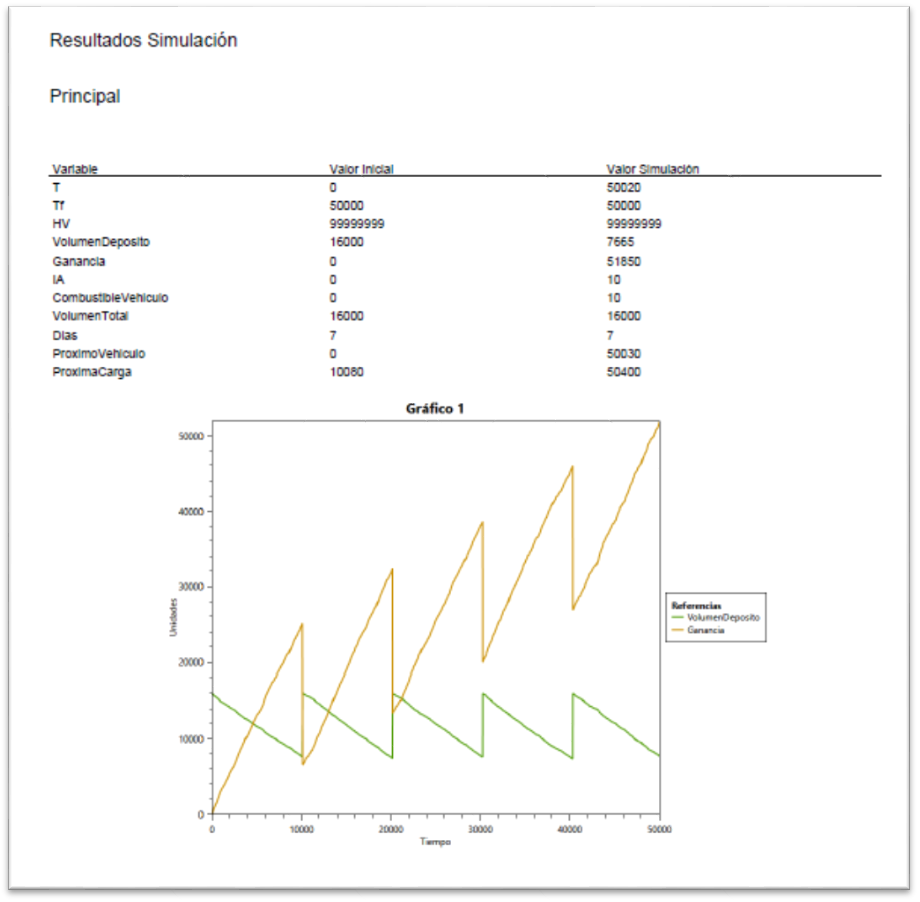 Resultados Simulación
Principal
Variable Valor Inicial Valor Simulación
T 0 50020
Tf 50000 50000
HV 99999999 99999999
VolumenDeposito 16000 7665
Ganancia 0 51850
IA 0 10
CombustibleVehiculo 0 10
VolumenTotal 16000 16000
Dias 7 7
ProximoVehiculo 0 50030
ProximaCarga 10080 50400
Gráfico 1
50000
40000
30000
20000
10000
0
Unidades
0 10000 20000 30000 40000 50000
Tiempo
Referencias
VolumenDeposito
Ganancia